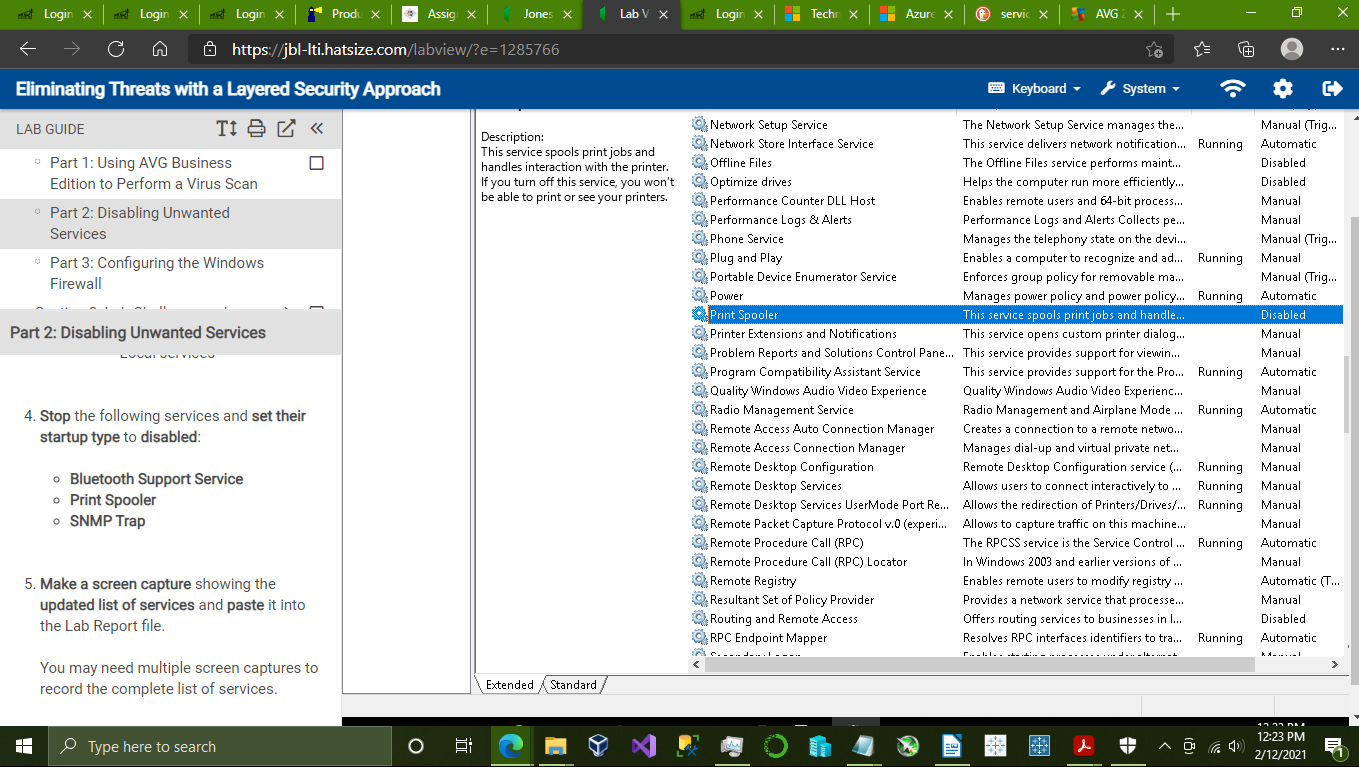 Login
Login
Login
Produ
Assig
Jones
Lab V
Login
Techn
Azure
servic
AVG 2
https://jbl-lti.hatsize.com/labview/?e=1285766
Eliminating Threats with a Layered Security Approach
Keyboard
System
LAB GUIDE
Part 1: Using AVG Business
Edition to Perform a Virus Scan
Part 2: Disabling Unwanted
Services
Part 3: Configuring the Windows
Firewall
Part 2: Disabling Unwanted Services
Local services
4. Stop the following services and set their
startup type to disabled:
Bluetooth Support Service
Print Spooler
SNMP Trap
5. Make a screen capture showing the
updated list of services and paste it into
the Lab Report file.
You may need multiple screen captures to
record the complete list of services.
Description:
This service spools print jobs and
handles interaction with the printer.
If you turn off this service, you won't
be able to print or see your printers.
Network Setup Service The Network Setup Service manages the... Manual (Trig...
Network Store Interface Service This service delivers network notification... Running Automatic
Offline Files The Offline Files service performs maint... Disabled
Optimize drives Helps the computer run more efficiently... Disabled
Performance Counter DLL Host Enables remote users and 64-bit process... Manual
Performance Logs & Alerts Performance Logs and Alerts Collects pe... Manual
Phone Service Manages the telephony state on the devi... Manual (Trig...
Plug and Play Enables a computer to recognize and ad... Running Manual
Portable Device Enumerator Service Enforces group policy for removable ma... Manual (Trig...
Power Manages power policy and power policy... Running Automatic
Print Spooler This service spools print jobs and handle... Disabled
Printer Extensions and Notifications This service opens custom printer dialog... Manual
Problem Reports and Solutions Control Pane... This service provides support for viewin... Manual
Program Compatibility Assistant Service This service provides support for the Pro... Running Automatic
Quality Windows Audio Video Experience Quality Windows Audio Video Experienc... Manual
Radio Management Service Radio Management and Airplane Mode ... Running Automatic
Remote Access Auto Connection Manager Creates a connection to a remote netwo... Manual
Remote Access Connection Manager Manages dial-up and virtual private net... Manual
Remote Desktop Configuration Remote Desktop Configuration service (... Running Manual
Remote Desktop Services Allows users to connect interactively to ... Running Manual
Remote Desktop Services UserMode Port Re... Allows the redirection of Printers/Drives/... Running Manual
Remote Packet Capture Protocol v.0 (experi... Allows to capture traffic on this machine... Manual
Remote Procedure Call (RPC) The RPCSS service is the Service Control ... Running Automatic
Remote Procedure Call (RPC) Locator In Windows 2003 and earlier versions of ... Manual
Remote Registry Enables remote users to modify registry ... Automatic (T...
Resultant Set of Policy Provider Provides a network service that processe... Manual
Routing and Remote Access Offers routing services to businesses in l... Disabled
RPC Endpoint Mapper Resolves RPC interfaces identifiers to tra... Running Automatic
Extended
Standard
Type here to search
12:23 PM
2/12/2021
1